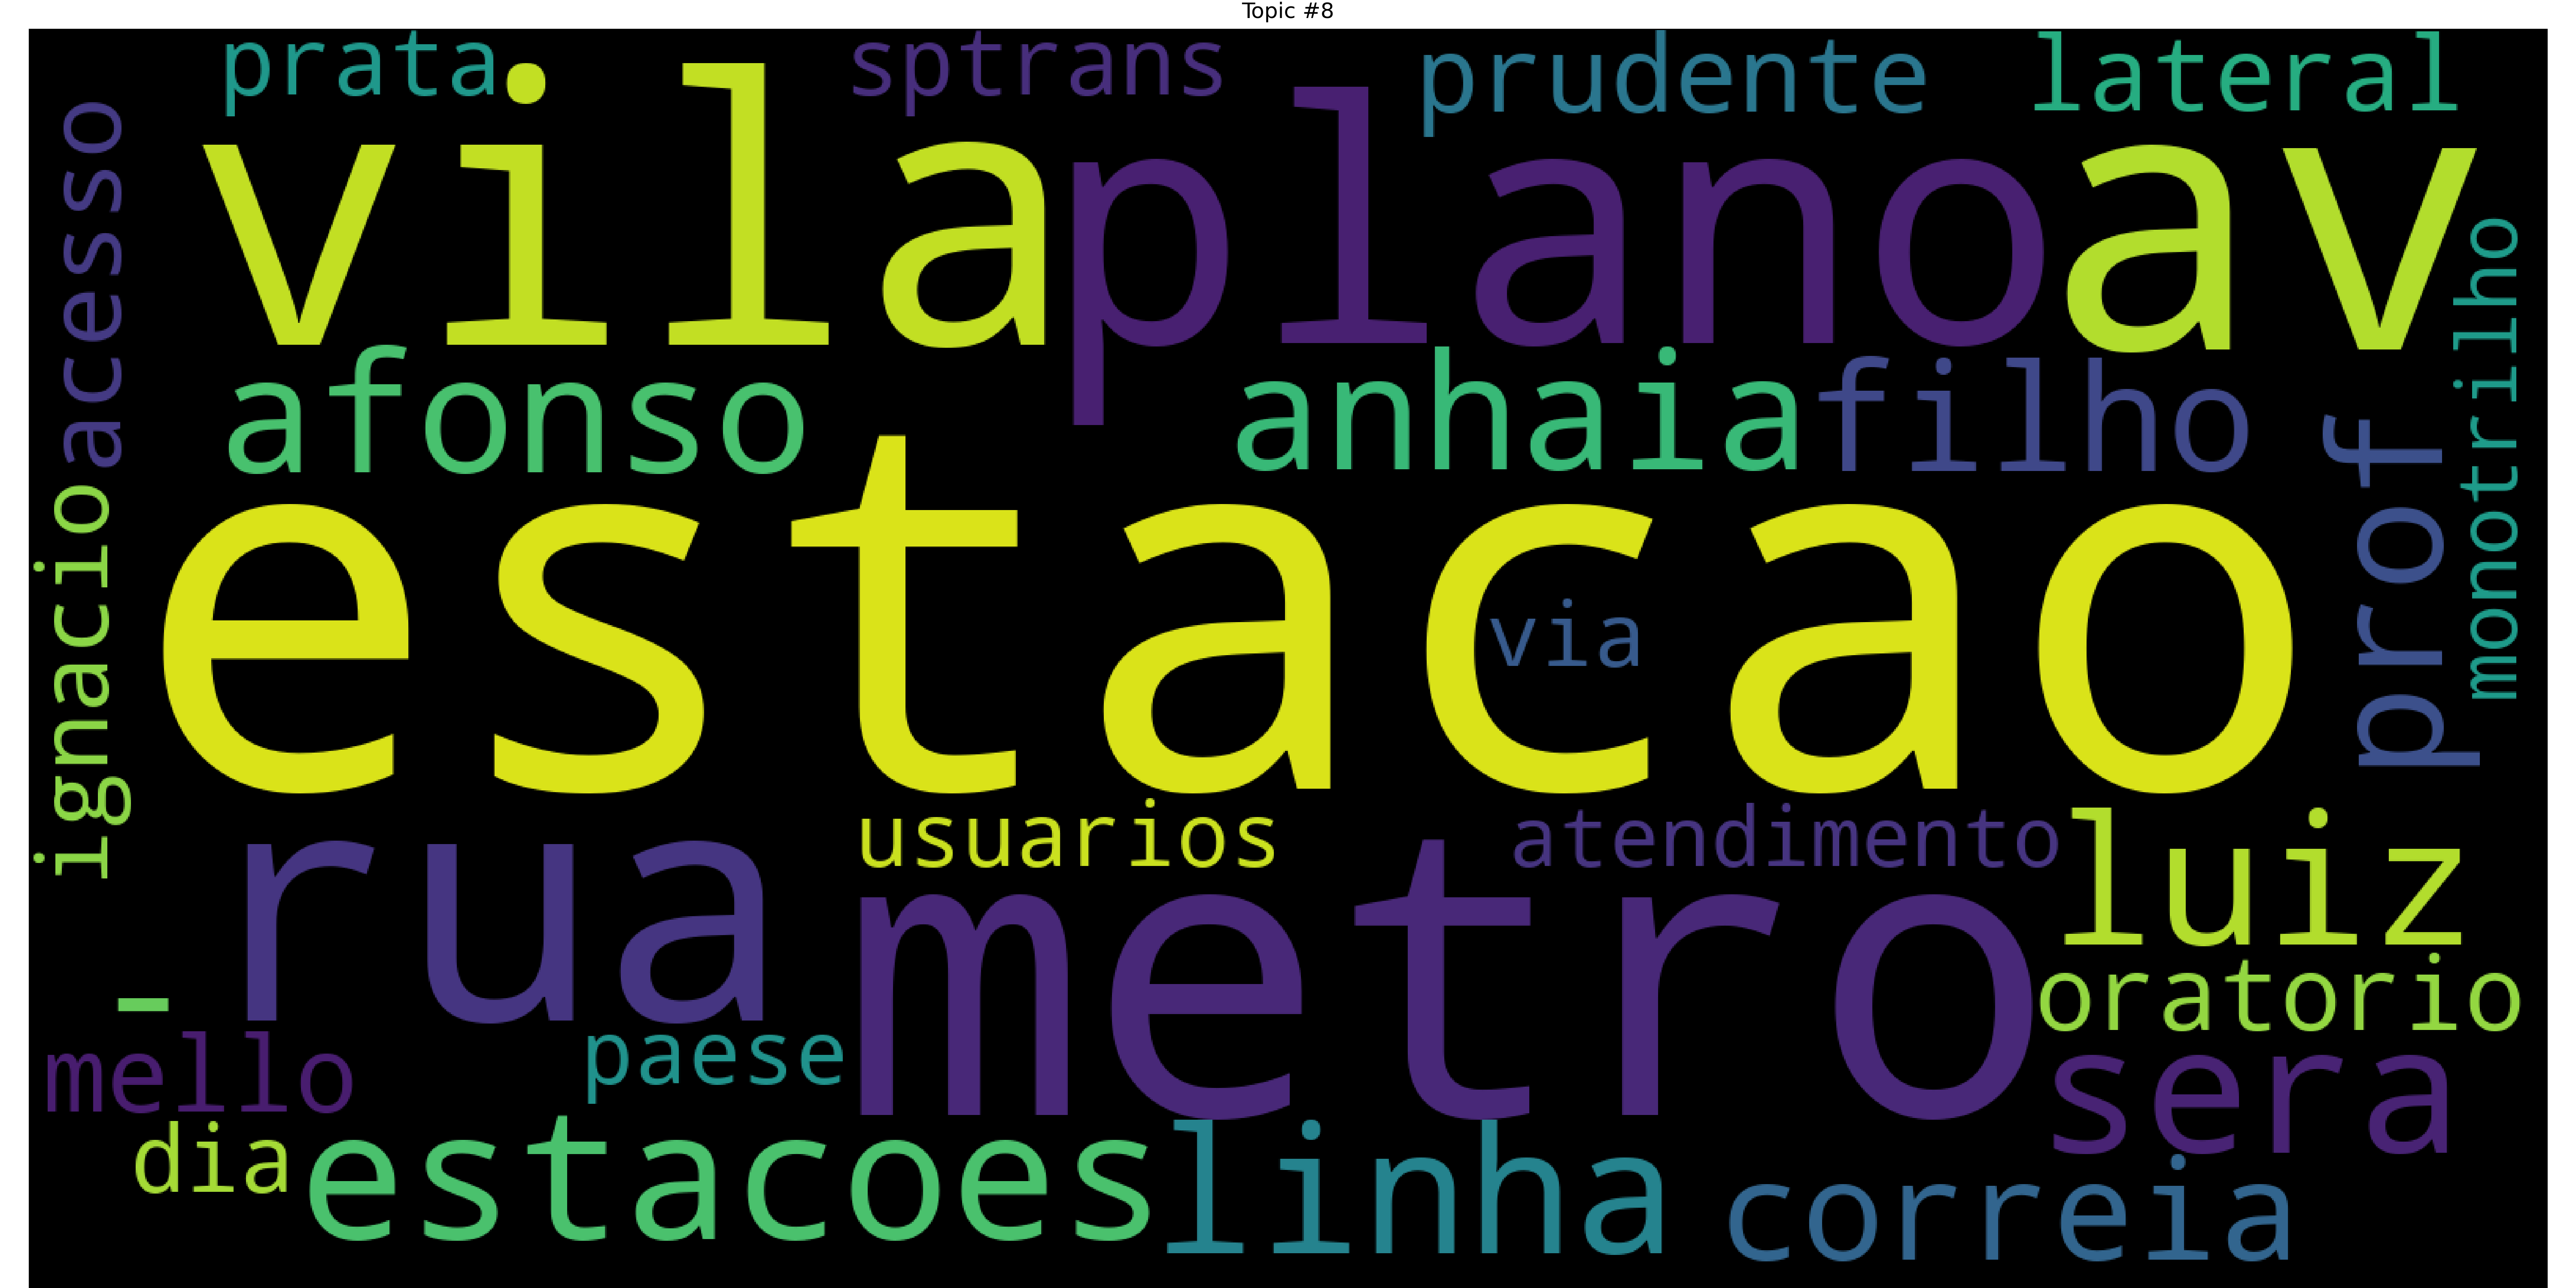 Topic #8
prata
sptrans
prudente
lateral
acesso
vila
plano
av
monotrilho
afonso
anhaia
filho
prof
ignacio
estacao
via
usuarios
atendimento
luiz
rua
metro
oratorio
-
mello
paese
sera
dia
estacoes
linha
correia